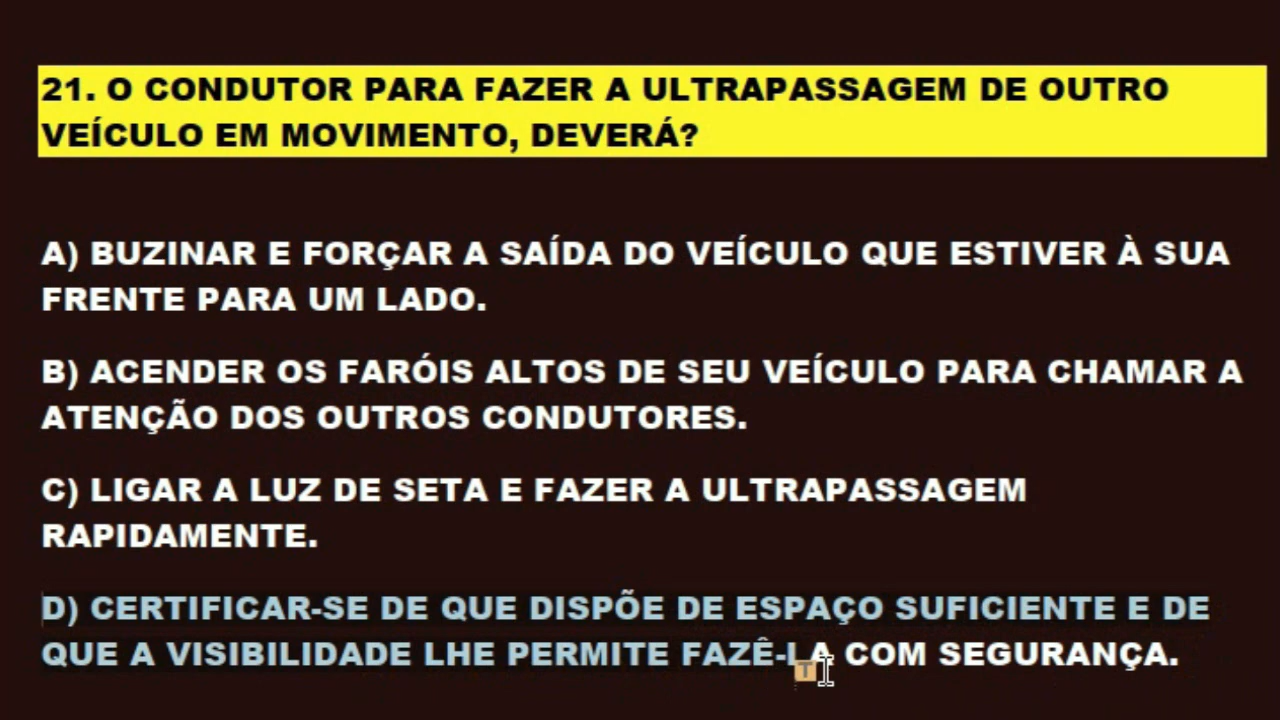 21. O CONDUTOR PARA FAZER A ULTRAPASSAGEM DE OUTRO
VEÍCULO EM MOVIMENTO, DEVERÁ?
A) BUZINAR E FORÇAR A SAÍDA DO VEÍCULO QUE ESTIVER À SUA
FRENTE PARA UM LADO.
B) ACENDER OS FARÓIS ALTOS DE SEU VEÍCULO PARA CHAMAR A
ATENÇÃO DOS OUTROS CONDUTORES.
C) LIGAR A LUZ DE SETA E FAZER A ULTRAPASSAGEM
RAPIDAMENTE.
D) CERTIFICAR-SE DE QUE DISPÕE DE ESPAÇO SUFICIENTE E DE
QUE A VISIBILIDADE LHE PERMITE FAZÊ-LA COM SEGURANÇA.
T